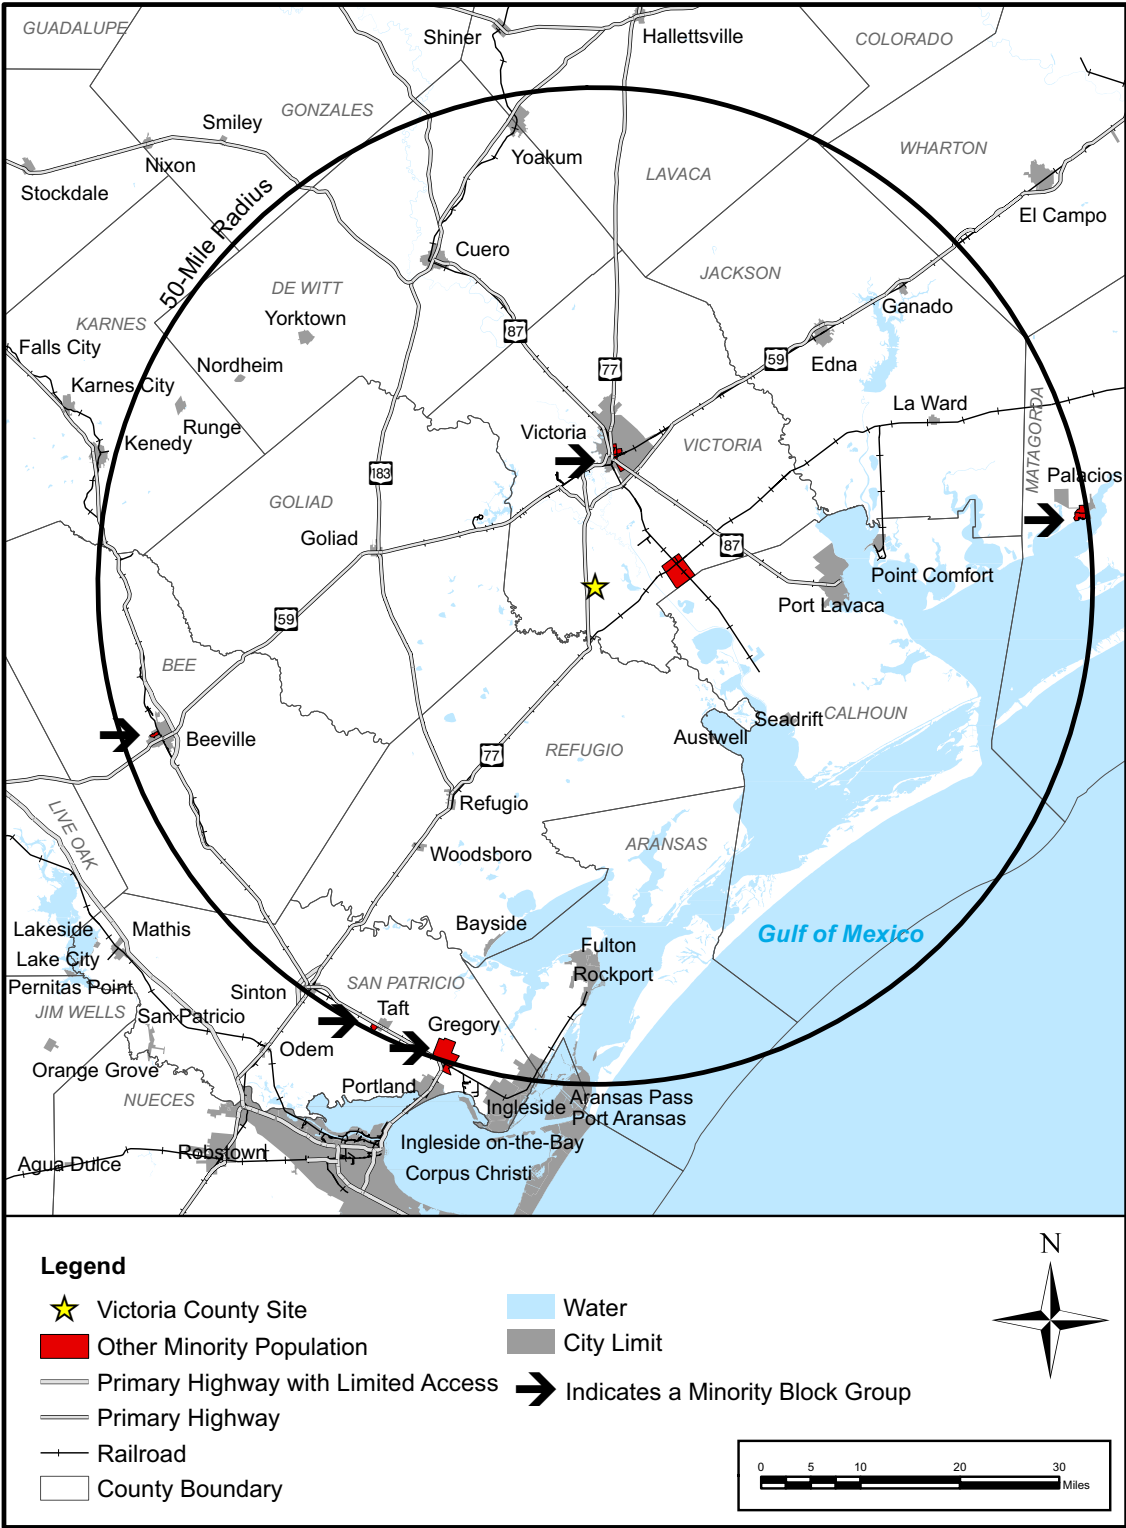 GUADALUPE
Shiner
Hallettsville
COLORADO
GONZALES
Smiley
Nixon
Yoakum
WHARTON
Stockdale
LAVACA
El Campo
50-Mile Radius
Cuero
JACKSON
DE WITT
Ganado
KARNES
Yorktown
87
Falls City
59
Edna
Nordheim
77
Karnes City
La Ward
Runge
Victoria
Kenedy
VICTORIA
MATAGORDA
183
Palacios
GOLIAD
Goliad
87
Point Comfort
Port Lavaca
59
BEE
Seadrift
CALHOUN
Austwell
Beeville
REFUGIO
77
Refugio
LIVE OAK
ARANSAS
Woodsboro
Lakeside
Mathis
Bayside
Gulf of Mexico
Fulton
Lake City
Rockport
Pernitas Point
SAN PATRICIO
Sinton
JIM WELLS
San Patricio
Taft
Gregory
Odem
Orange Grove
Portland
NUECES
Aransas Pass
Ingleside
Port Aransas
Ingleside on-the-Bay
Robstown
Agua Dulce
Corpus Christi
Legend
Victoria County Site
Other Minority Population
Primary Highway with Limited Access
Primary Highway
Railroad
County Boundary
Water
City Limit
Indicates a Minority Block Group
N
0 5 10 20 30
Miles